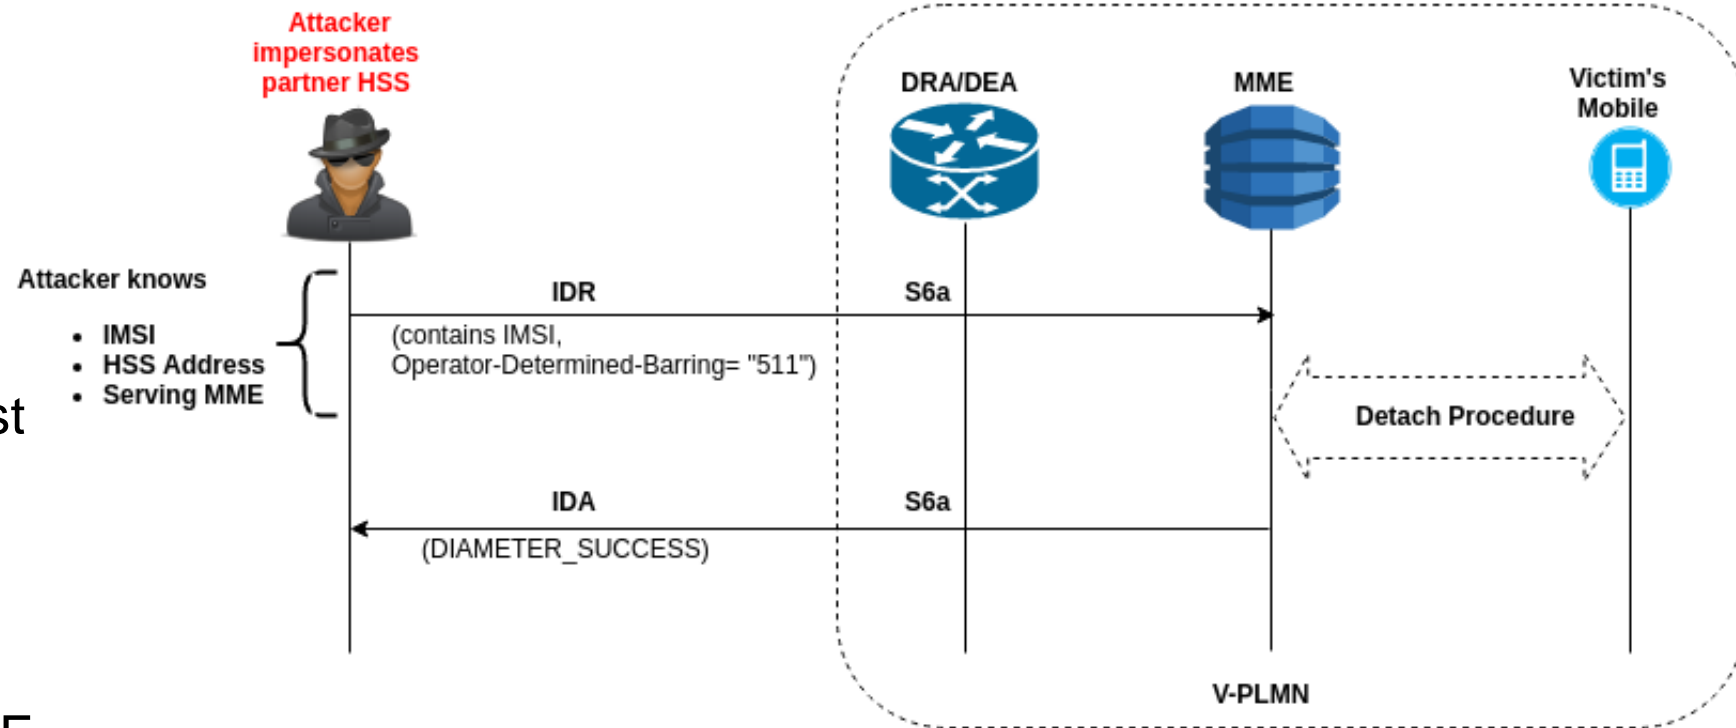 Attacker
impersonates
partner HSS
DRA/DEA
MME
Victim's
Mobile
Attacker knows
• IMSI
• HSS Address
• Serving MME
st
IDR
S6a
(contains IMSI,
Operator-Determined-Barring= "511")
Detach Procedure
IDA
S6a
(DIAMETER_SUCCESS)
V-PLMN